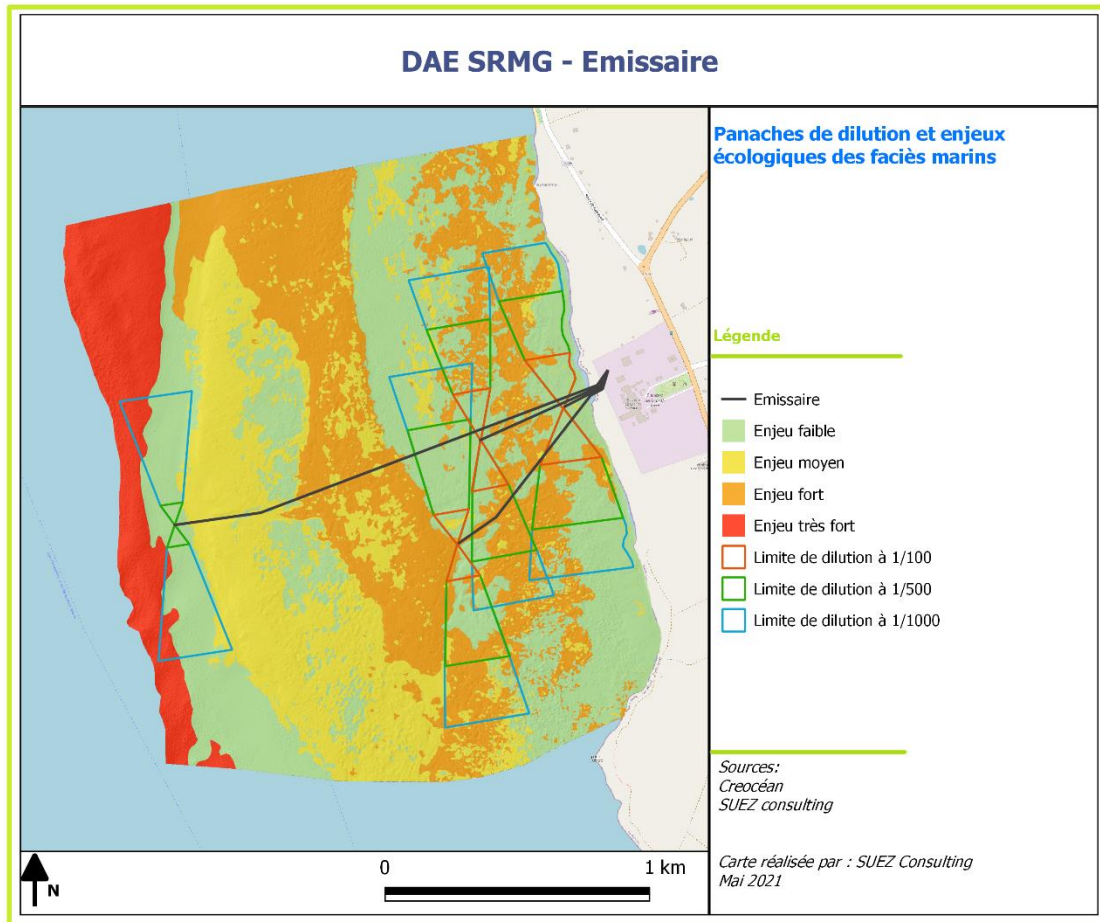 DAE SRMG - Emissaire
Panaches de dilution et enjeux
écologiques des faciès marins
Légende
Emissaire
Enjeu faible
Enjeu moyen
Enjeu fort
Enjeu très fort
Limite de dilution à 1/100
Limite de dilution à 1/500
Limite de dilution à 1/1000
Sources:
Creocéan
SUEZ consulting
Carte réalisée par : SUEZ Consulting
Mai 2021
N
0
1 km